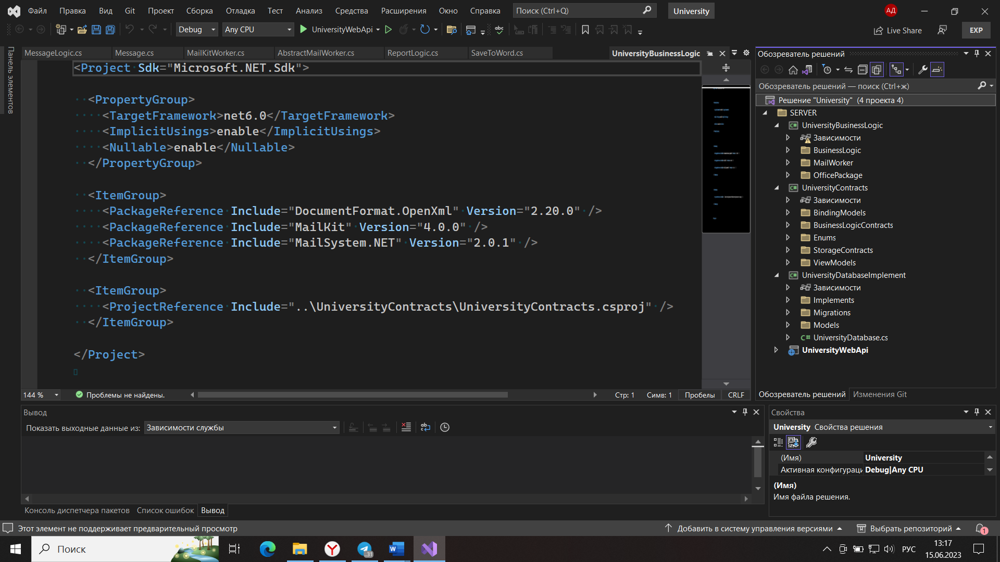 Файл Правка Вид Git Проект Сборка Отладка Тест Анализ Средства Расширения Окно Справка Поиск (Ctrl+Q) University АД
Debug Any CPU UniversityWebApi Live Share EXP
Панель элементов
MessageLogic.cs Message.cs MailKitWorker.cs AbstractMailWorker.cs ReportLogic.cs SaveToWord.cs UniversityBusinessLogic
<Project Sdk="Microsoft.NET.Sdk">
<PropertyGroup>
<TargetFramework>net6.0</TargetFramework>
<ImplicitUsings>enable</ImplicitUsings>
<Nullable>enable</Nullable>
</PropertyGroup>
<ItemGroup>
<PackageReference Include="DocumentFormat.OpenXml" Version="2.20.0" />
<PackageReference Include="MailKit" Version="4.0.0" />
<PackageReference Include="MailSystem.NET" Version="2.0.1" />
</ItemGroup>
<ItemGroup>
<ProjectReference Include="..\UniversityContracts\UniversityContracts.csproj" />
</ItemGroup>
</Project>
144 % Проблемы не найдены. Стр: 1 Симв: 1 Пробелы CRLF
Обозреватель решений
Обозреватель решений — поиск (Ctrl+ж)
Решение "University" (4 проекта 4)
SERVER
UniversityBusinessLogic
Зависимости
BusinessLogic
MailWorker
OfficePackage
UniversityContracts
Зависимости
BindingModels
BusinessLogicContracts
Enums
StorageContracts
ViewModels
UniversityDatabaseImplement
Зависимости
Implements
Migrations
Models
C# UniversityDatabase.cs
UniversityWebApi
Обозреватель решений Изменения Git
Вывод
Показать выходные данные из: Зависимости службы
Консоль диспетчера пакетов Список ошибок Вывод
Свойства
University Свойства решения
(Имя) University
Активная конфигураци Debug|Any CPU
(Имя)
Имя файла решения.
Этот элемент не поддерживает предварительный просмотр Добавить в систему управления версиями Выбрать репозиторий 1
Поиск 31 РУС 13:17
15.06.2023